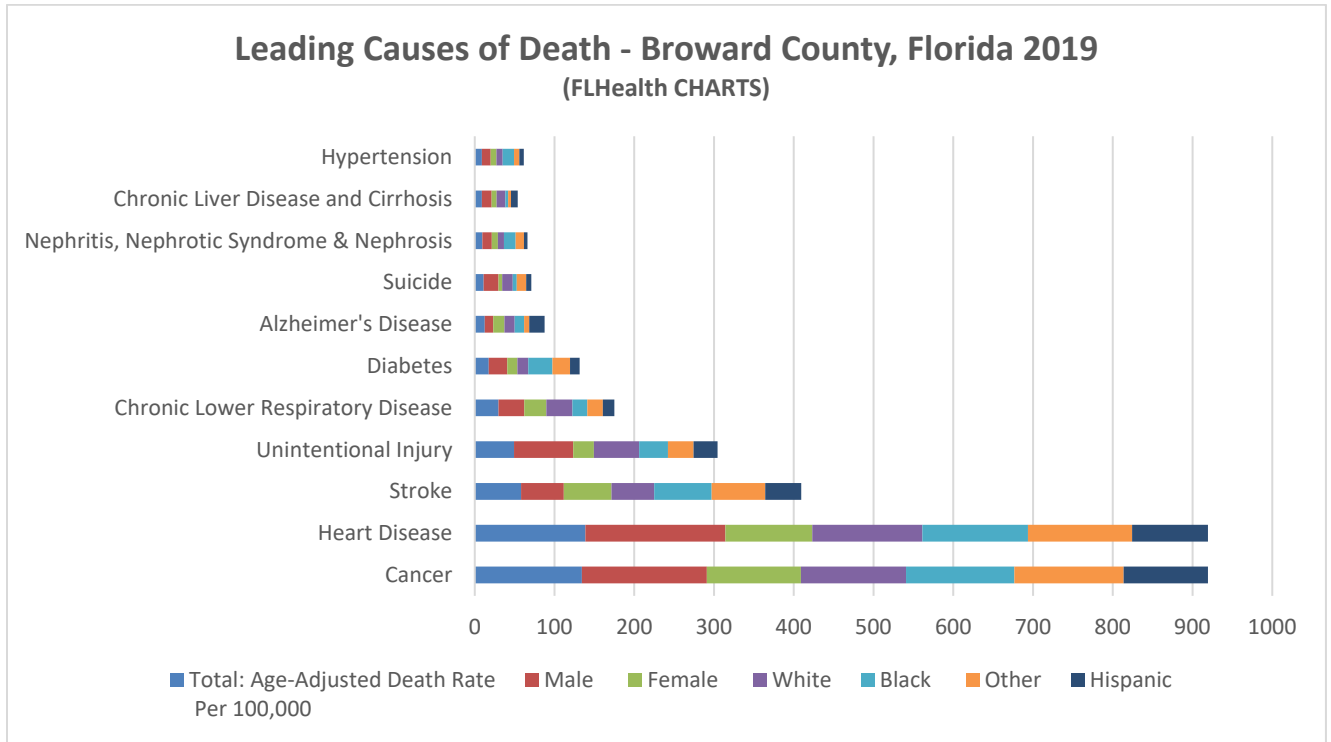 Leading Causes of Death - Broward County, Florida 2019
(FLHealth CHARTS)
Hypertension
Chronic Liver Disease and Cirrhosis
Nephritis, Nephrotic Syndrome & Nephrosis
Suicide
Alzheimer's Disease
Diabetes
Chronic Lower Respiratory Disease
Unintentional Injury
Stroke
Heart Disease
Cancer
0 100 200 300 400 500 600 700 800 900 1000
Total: Age-Adjusted Death Rate Male Female White Black Other Hispanic
Per 100,000